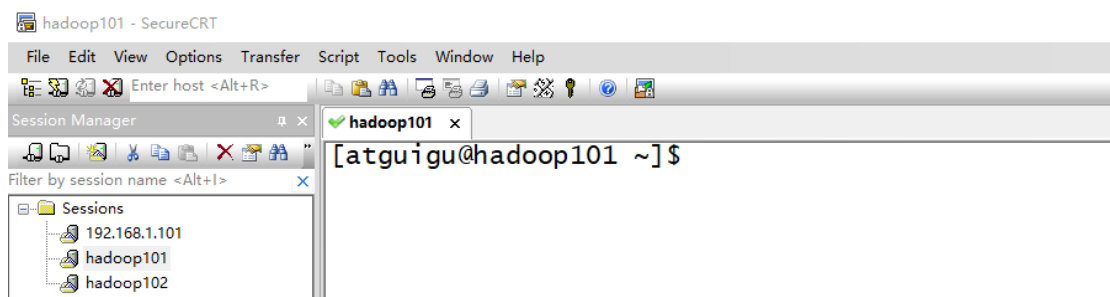 hadoop101 - SecureCRT
File Edit View Options Transfer Script Tools Window Help
Enter host <Alt+R>
Session Manager
hadoop101
Filter by session name <Alt+I>
[atguigu@hadoop101 ~]$
Sessions
192.168.1.101
hadoop101
hadoop102